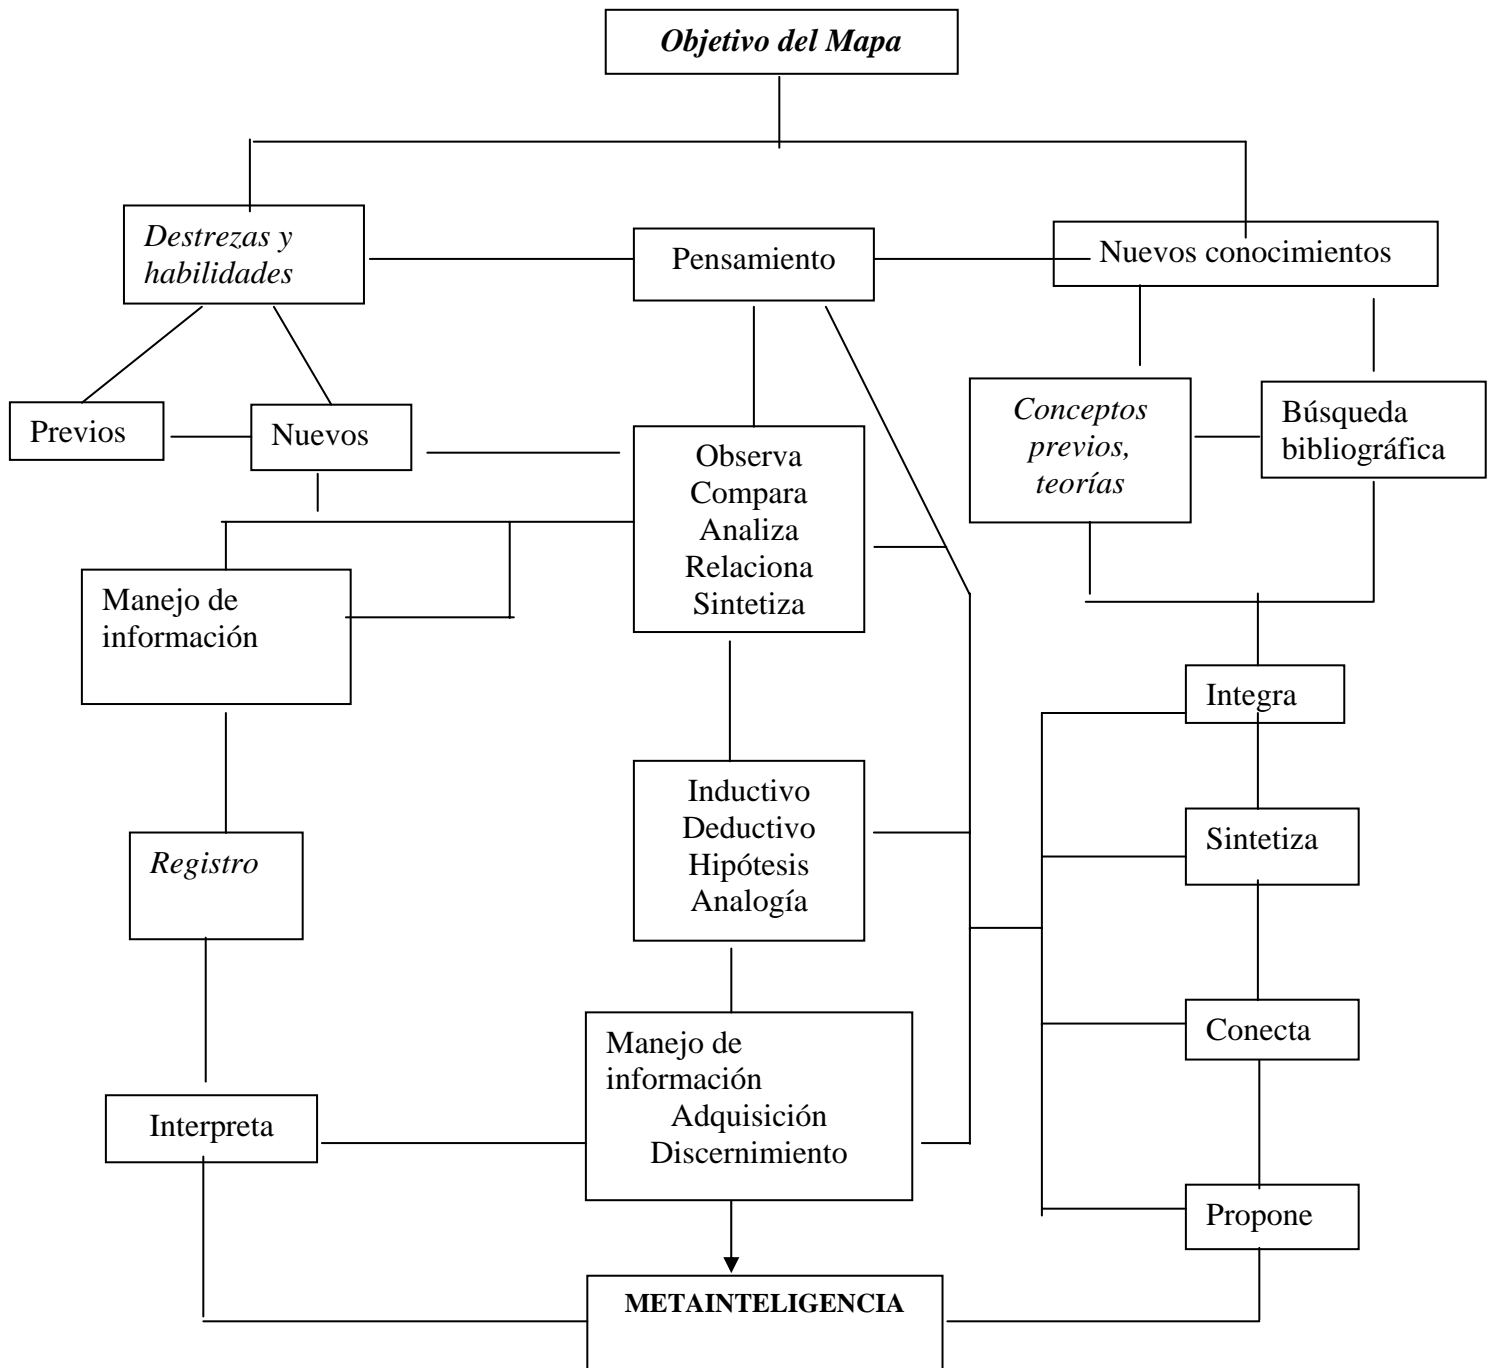 Objetivo del Mapa
Destrezas y
habilidades
Pensamiento
Nuevos conocimientos
Previos
Nuevos
Observa
Compara
Analiza
Relaciona
Sintetiza
Conceptos
previos,
teorías
Búsqueda
bibliográfica
Manejo de
información
Integra
Registro
Inductivo
Deductivo
Hipótesis
Analogía
Sintetiza
Manejo de
información
Adquisición
Discernimiento
Conecta
Interpreta
Propone
METAINTELIGENCIA